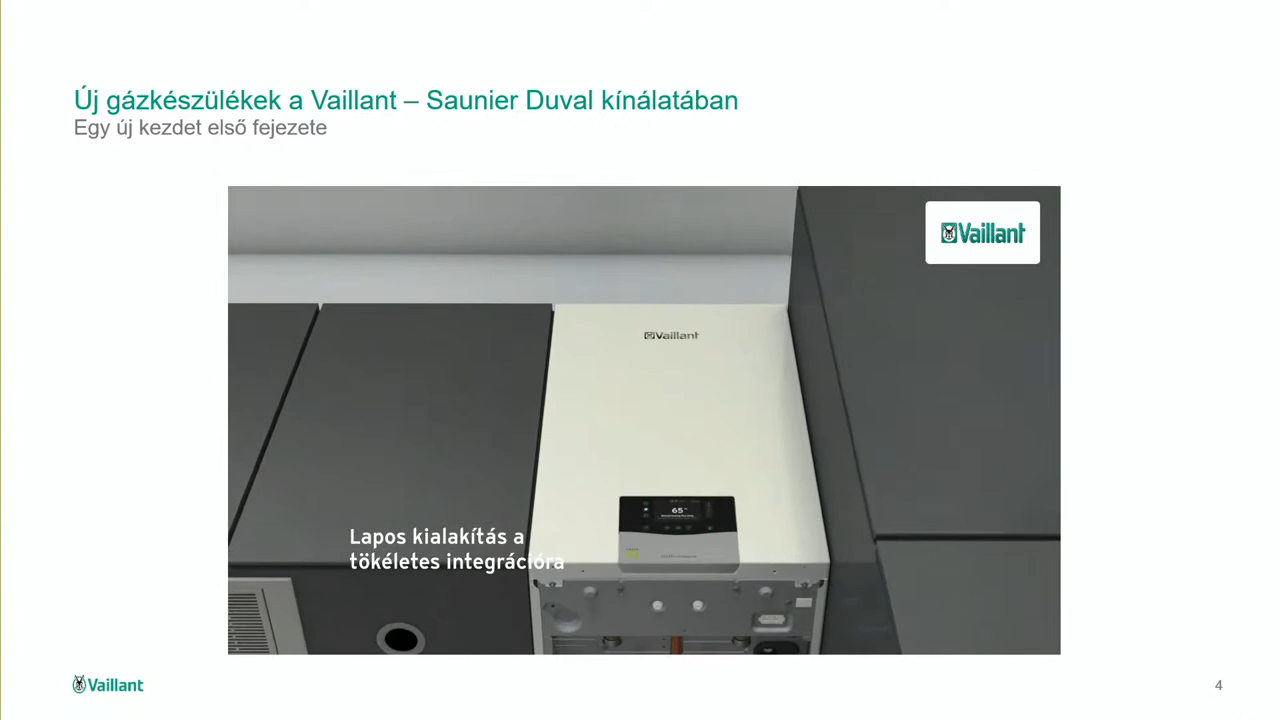 Új gázkészülékek a Vaillant – Saunier Duval kínálatában
Egy új kezdet első fejezete
Vaillant
Vaillant
65
Lapos kialakítás a
tökéletes integrációra
Vaillant
4